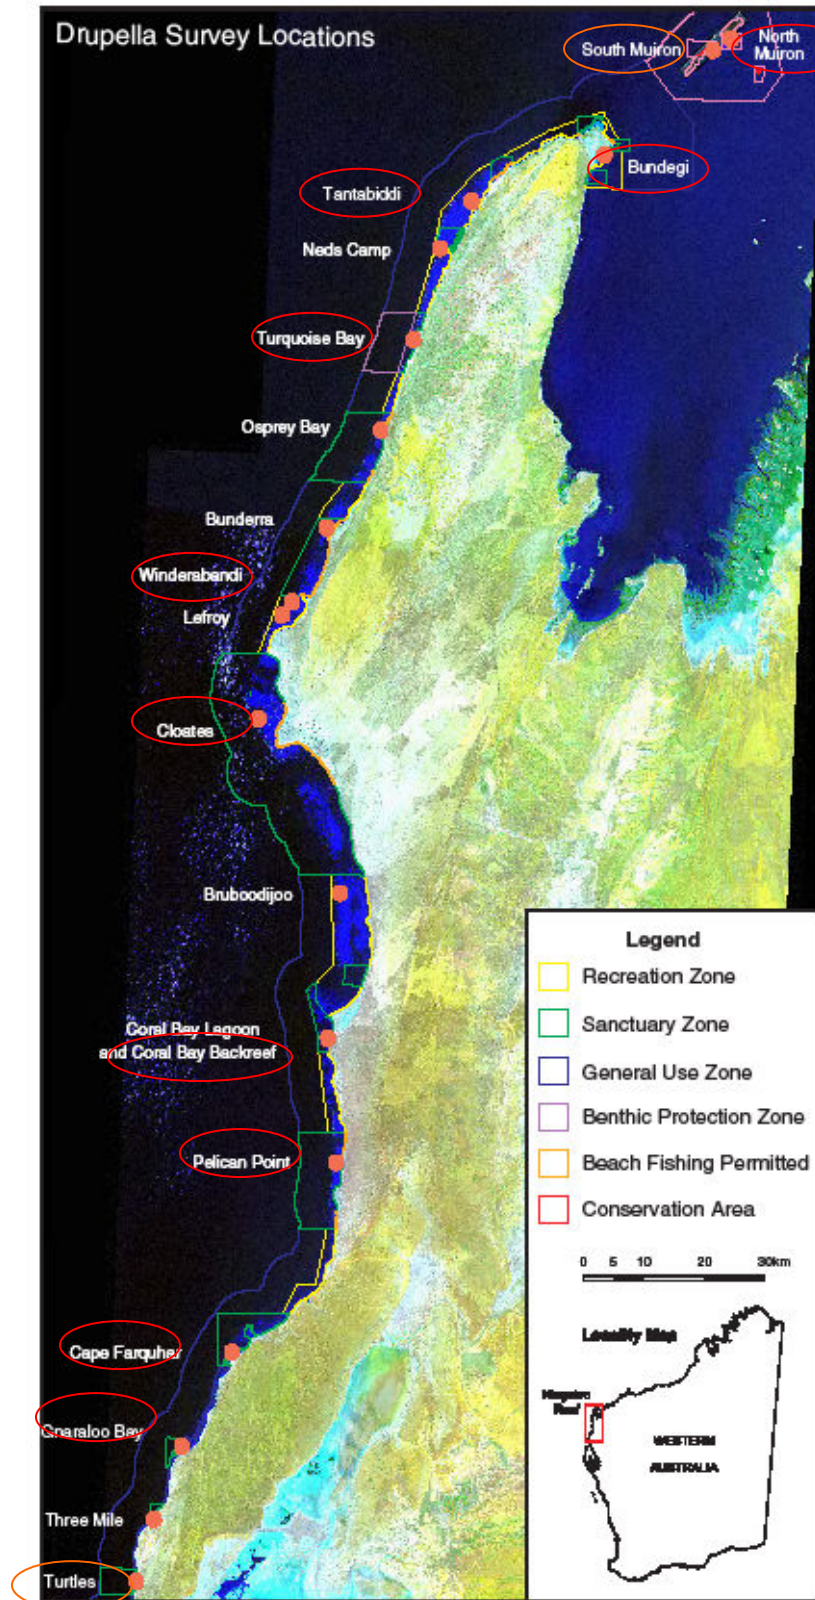 Drupella Survey Locations
South Muiron
North
Muiron
Bundegi
Tantabiddi
Neds Camp
Turquoise Bay
Osprey Bay
Bunderra
Winderabandi
Lefroy
Cloates
Bruboodijoo
Coral Bay Lagoon
and Coral Bay Backreef
Pelican Point
Cape Farquhar
Gnaraloo Bay
Three Mile
Turtles
Legend
Recreation Zone
Sanctuary Zone
General Use Zone
Benthic Protection Zone
Beach Fishing Permitted
Conservation Area
0 5 10 20 30km
Locality Map
Ningaloo
Reef
WESTERN
AUSTRALIA